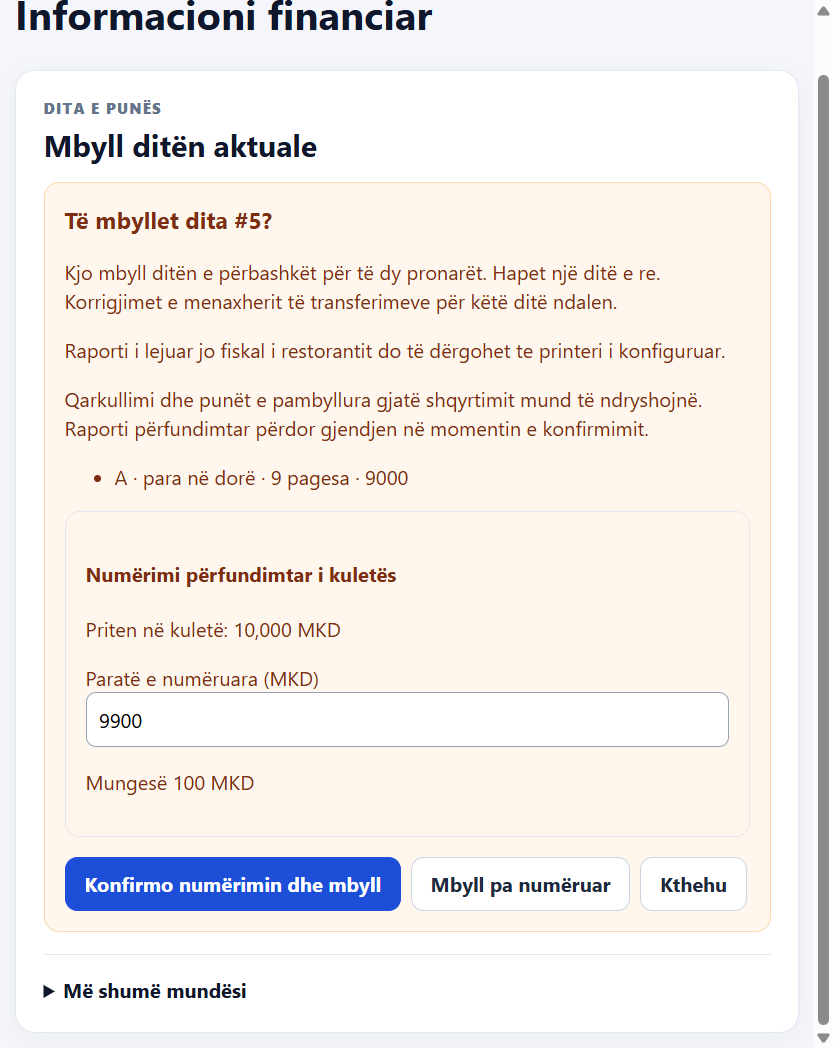 Informacioni financiar
DITA E PUNËS
Mbyll ditën aktuale
Të mbyllet dita #5?
Kjo mbyll ditën e përbashkët për të dy pronarët. Hapet një ditë e re.
Korrigjimet e menaxherit të transferimeve për këtë ditë ndalen.
Raporti i lejuar jo fiskal i restorantit do të dërgohet te printeri i konfiguruar.
Qarkullimi dhe punët e pambyllura gjatë shqyrtimit mund të ndryshojnë.
Raporti përfundimtar përdor gjendjen në momentin e konfirmimit.
• A · para në dorë · 9 pagesa · 9000
Numërimi përfundimtar i kuletës
Priten në kuletë: 10,000 MKD
Paratë e numëruara (MKD)
9900
Mungesë 100 MKD
Konfirmo numërimin dhe mbyll
Mbyll pa numëruar
Kthehu
Më shumë mundësi